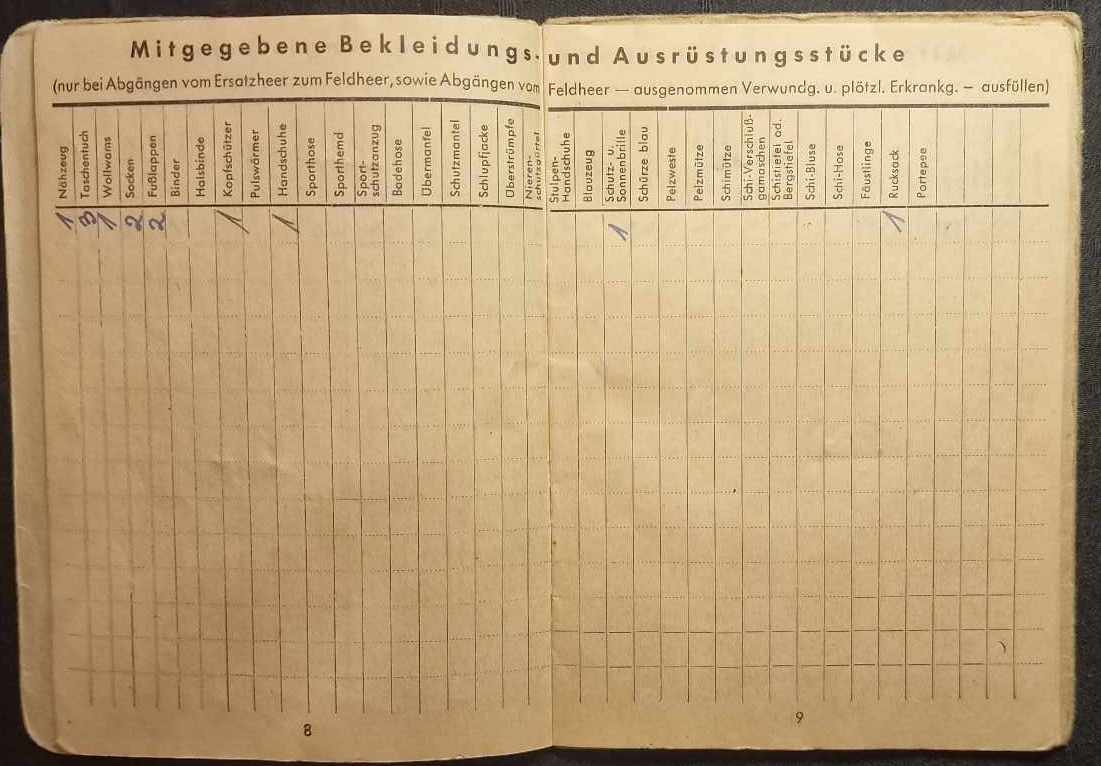 Mitgegebene Bekleidungs- und Ausrüstungsstücke
(nur bei Abgängen vom Ersatzheer zum Feldheer, sowie Abgängen vom Feldheer — ausgenommen Verwundg. u. plötzl. Erkrankg. — ausfüllen)
Nähzeug
Taschentuch
Wollwams
Socken
Fußlappen
Binder
Halsbinde
Kopfschützer
Pulswärmer
Handschuhe
Sporthose
Sporthemd
Sport-
schutzanzug
Badehose
Übermantel
Schutzmantel
Schlupfjacke
Überstrümpfe
Nieren-
schutzgürtel
Stulpen-
Handschuhe
Blauzeug
Schutz- u.
Sonnenbrille
Schürze blau
Pelzweste
Pelzmütze
Schimütze
Schi-Verschluß-
gamaschen
Schistiefel od.
Bergstiefel
Schi-Bluse
Schi-Hose
Fäustlinge
Rucksack
Portepee
1 3 1 2 2 1 1 1 1
8
9